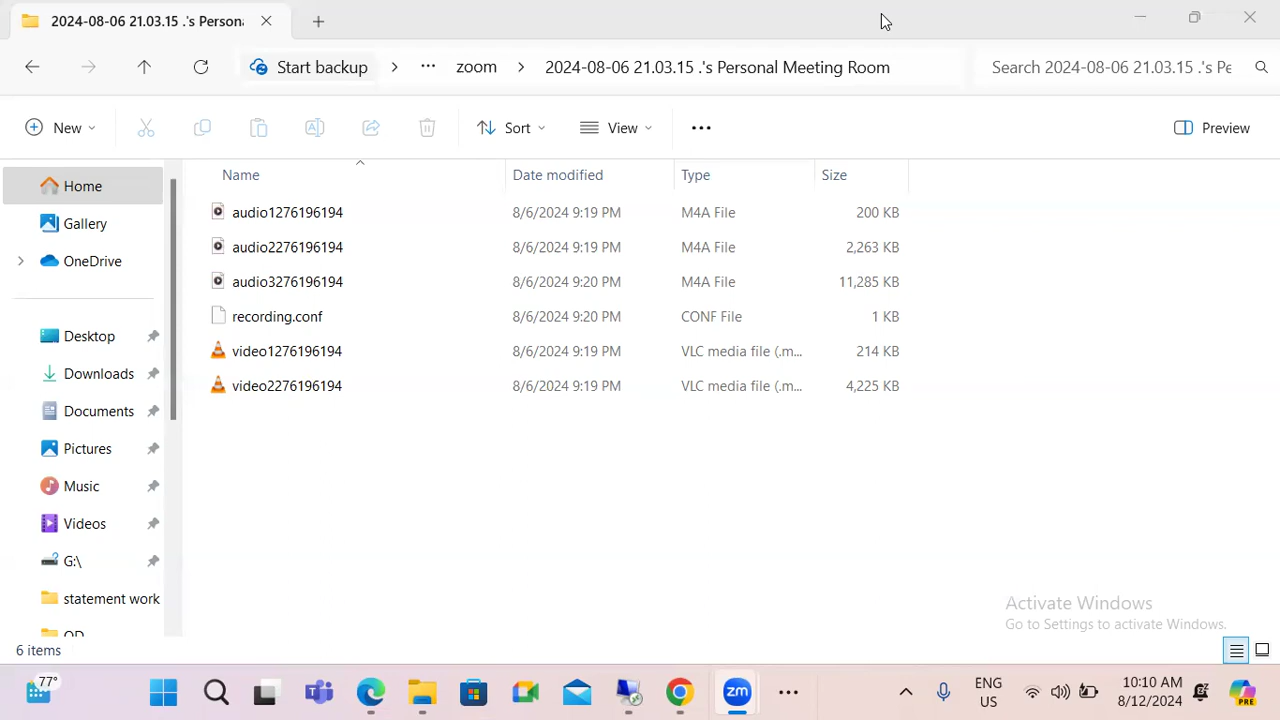 2024-08-06 21.03.15 .'s Persona
Start backup
zoom
2024-08-06 21.03.15 .'s Personal Meeting Room
Search 2024-08-06 21.03.15 .'s Pe
New
Sort
View
Preview
Name Date modified Type Size
audio1276196194 8/6/2024 9:19 PM M4A File 200 KB
audio2276196194 8/6/2024 9:19 PM M4A File 2,263 KB
audio3276196194 8/6/2024 9:20 PM M4A File 11,285 KB
recording.conf 8/6/2024 9:20 PM CONF File 1 KB
video1276196194 8/6/2024 9:19 PM VLC media file (.m... 214 KB
video2276196194 8/6/2024 9:19 PM VLC media file (.m... 4,225 KB
Home
Gallery
OneDrive
Desktop
Downloads
Documents
Pictures
Music
Videos
G:\
statement work
OD
Activate Windows
Go to Settings to activate Windows.
6 items
77°
zm
PRE
ENG
US
10:10 AM
8/12/2024